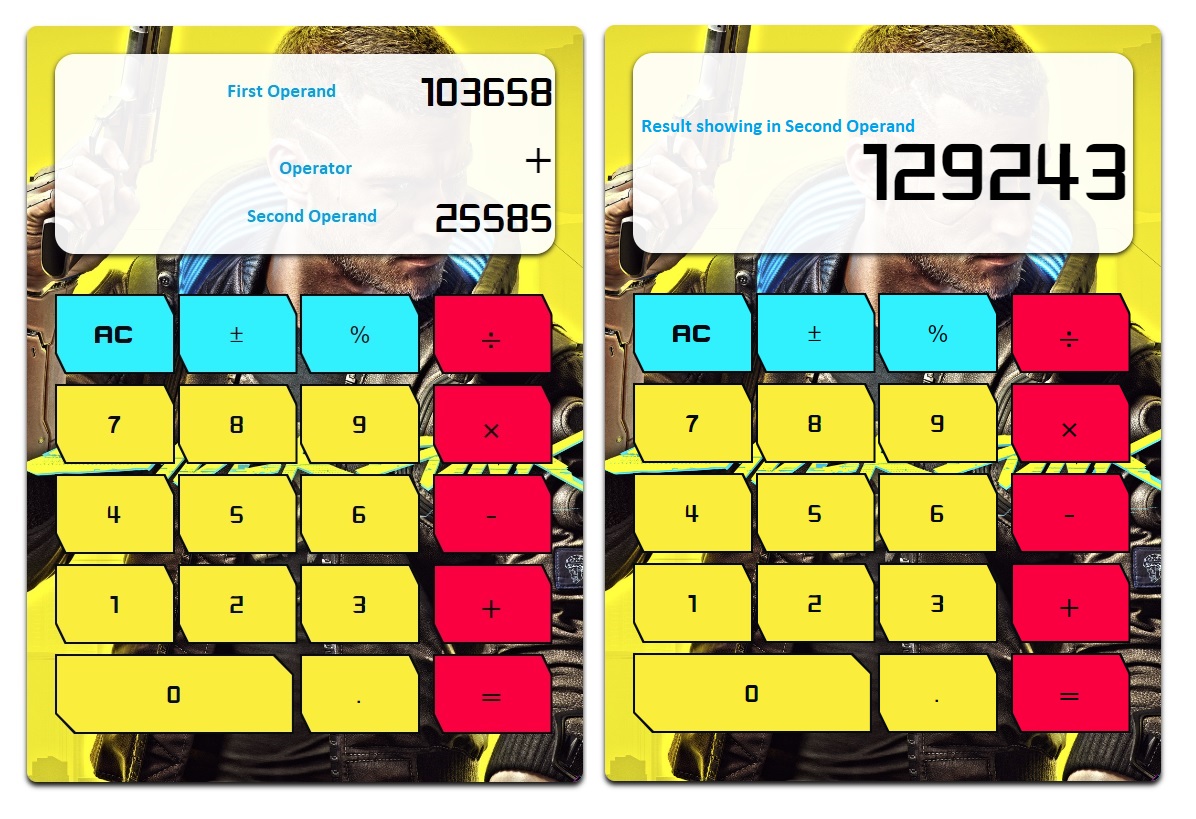 First Operand 103658
Operator +
Second Operand 25585
AC ± % ÷
7 8 9 ×
4 5 6 -
1 2 3 +
0 . =
Result showing in Second Operand
129243
AC ± % ÷
7 8 9 ×
4 5 6 -
1 2 3 +
0 . =